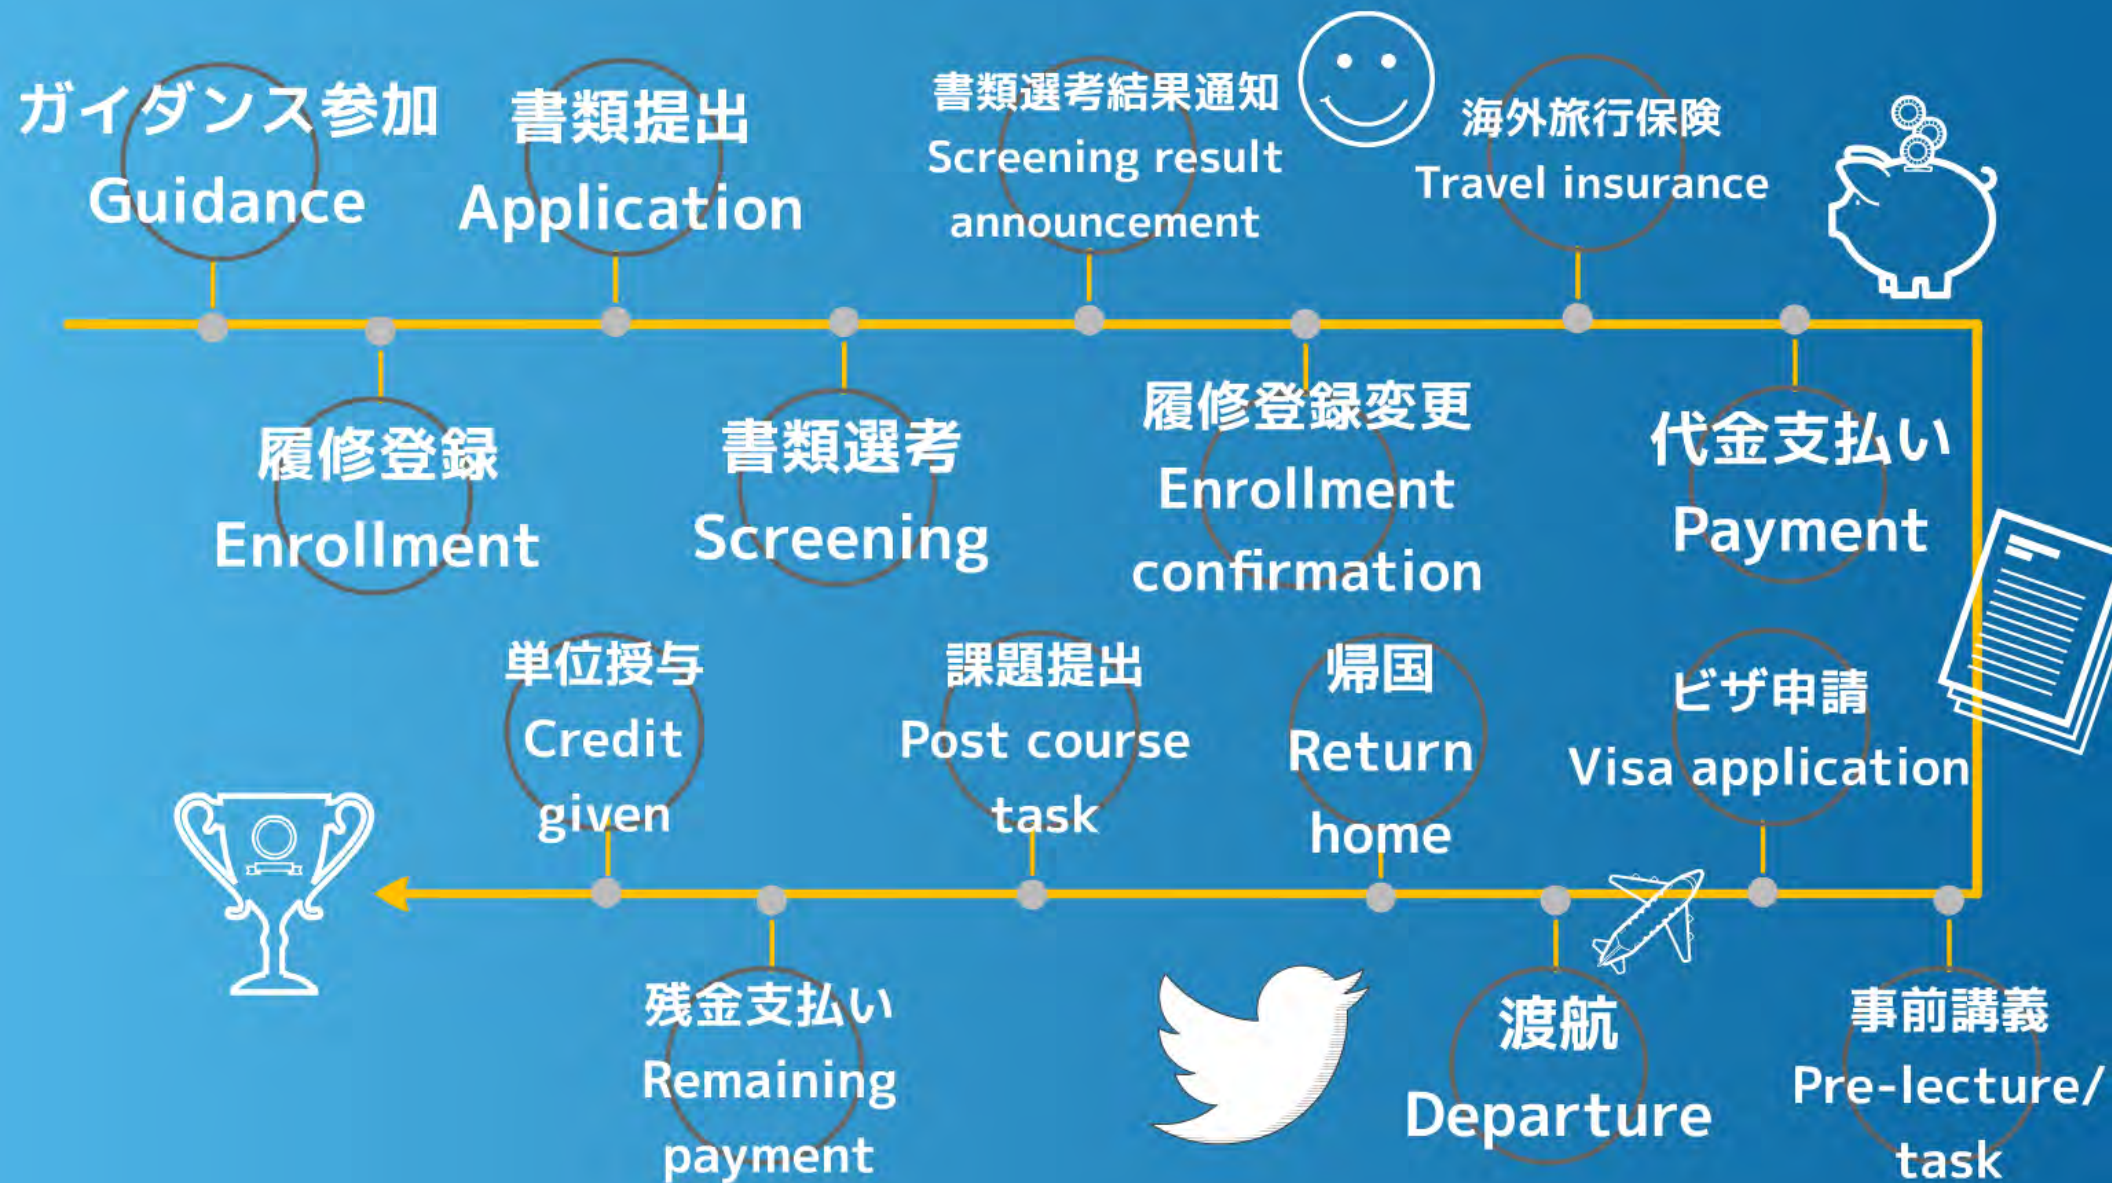 ガイダンス参加
Guidance
履修登録
Enrollment
書類提出
Application
書類選考
Screening
書類選考結果通知
Screening result
announcement
履修登録変更
Enrollment
confirmation
海外旅行保険
Travel insurance
代金支払い
Payment
事前講義
Pre-lecture/
task
ビザ申請
Visa application
渡航
Departure
帰国
Return
home
課題提出
Post course
task
残金支払い
Remaining
payment
単位授与
Credit
given